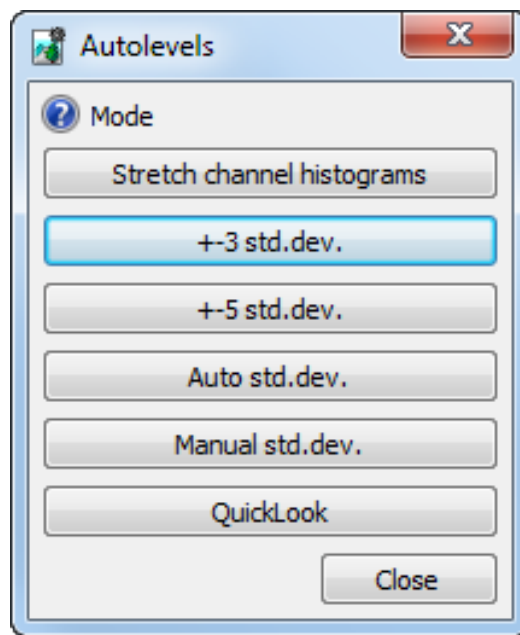 Autolevels
Mode
Stretch channel histograms
+-3 std.dev.
+-5 std.dev.
Auto std.dev.
Manual std.dev.
QuickLook
Close